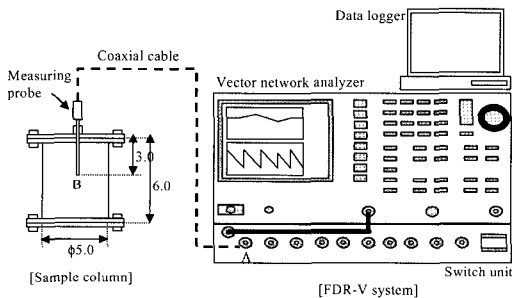 Data logger
Coaxial cable
Measuring
probe
Vector network analyzer
3.0
B
6.0
A
ϕ5.0
Switch unit
[Sample column]
[FDR-V system]